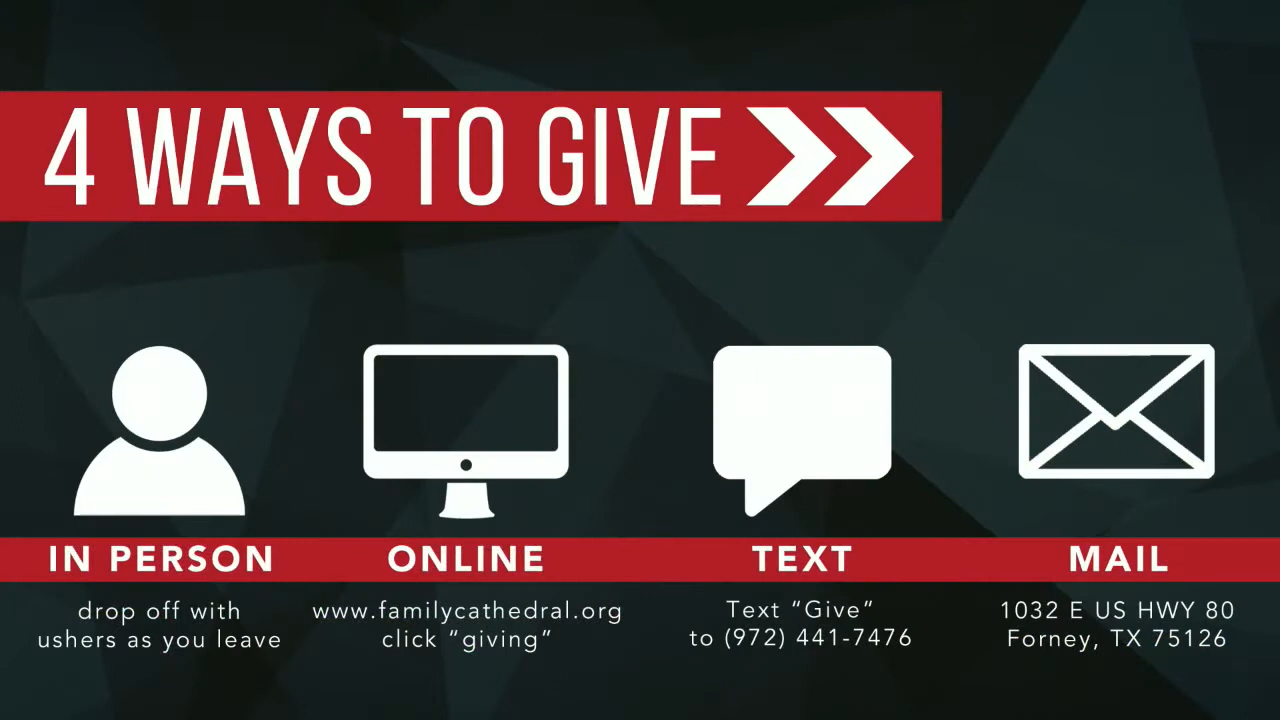 4 WAYS TO GIVE
IN PERSON
drop off with
ushers as you leave
ONLINE
www.familycathedral.org
click “giving”
TEXT
Text “Give”
to (972) 441-7476
MAIL
1032 E US HWY 80
Forney, TX 75126